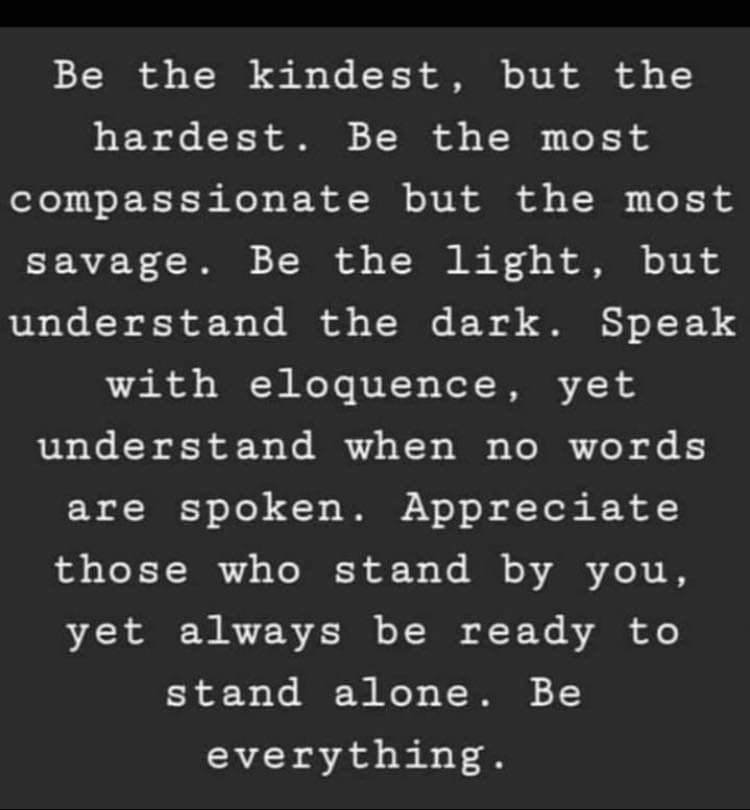 Be the kindest, but the
hardest. Be the most
compassionate but the most
savage. Be the light, but
understand the dark. Speak
with eloquence, yet
understand when no words
are spoken. Appreciate
those who stand by you,
yet always be ready to
stand alone. Be
everything.